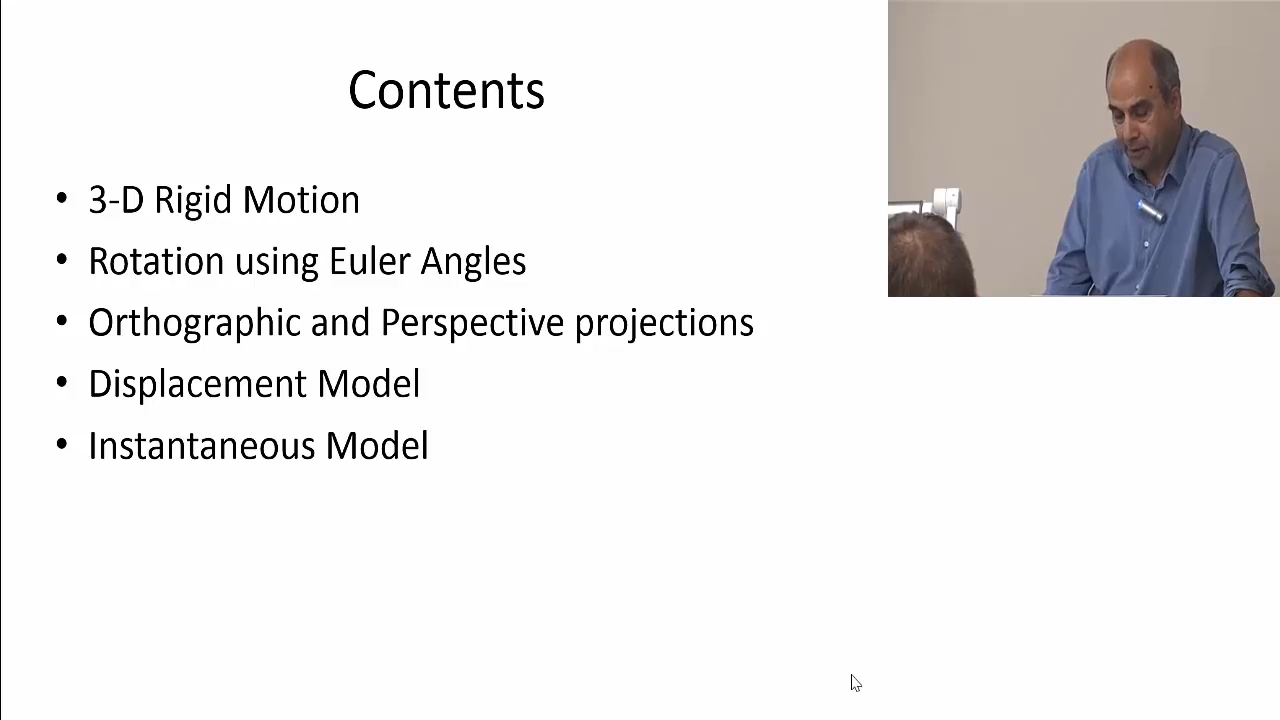 Contents
• 3-D Rigid Motion
• Rotation using Euler Angles
• Orthographic and Perspective projections
• Displacement Model
• Instantaneous Model